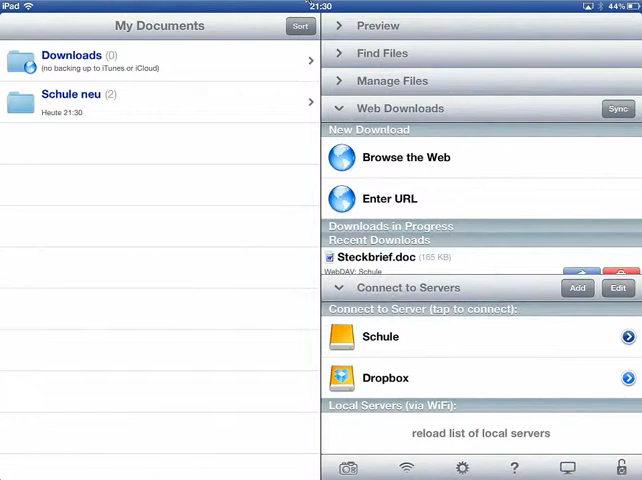 iPad
21:30
44%
My Documents
Sort
Downloads (0)
(no backing up to iTunes or iCloud)
Schule neu (2)
Heute 21:30
Preview
Find Files
Manage Files
Web Downloads
Sync
New Download
Browse the Web
Enter URL
Downloads in Progress
Recent Downloads
Steckbrief.doc (165 KB)
WebDAV: Schule
Connect to Servers
Add
Edit
Connect to Server (tap to connect):
Schule
Dropbox
Local Servers (via WiFi):
reload list of local servers
?